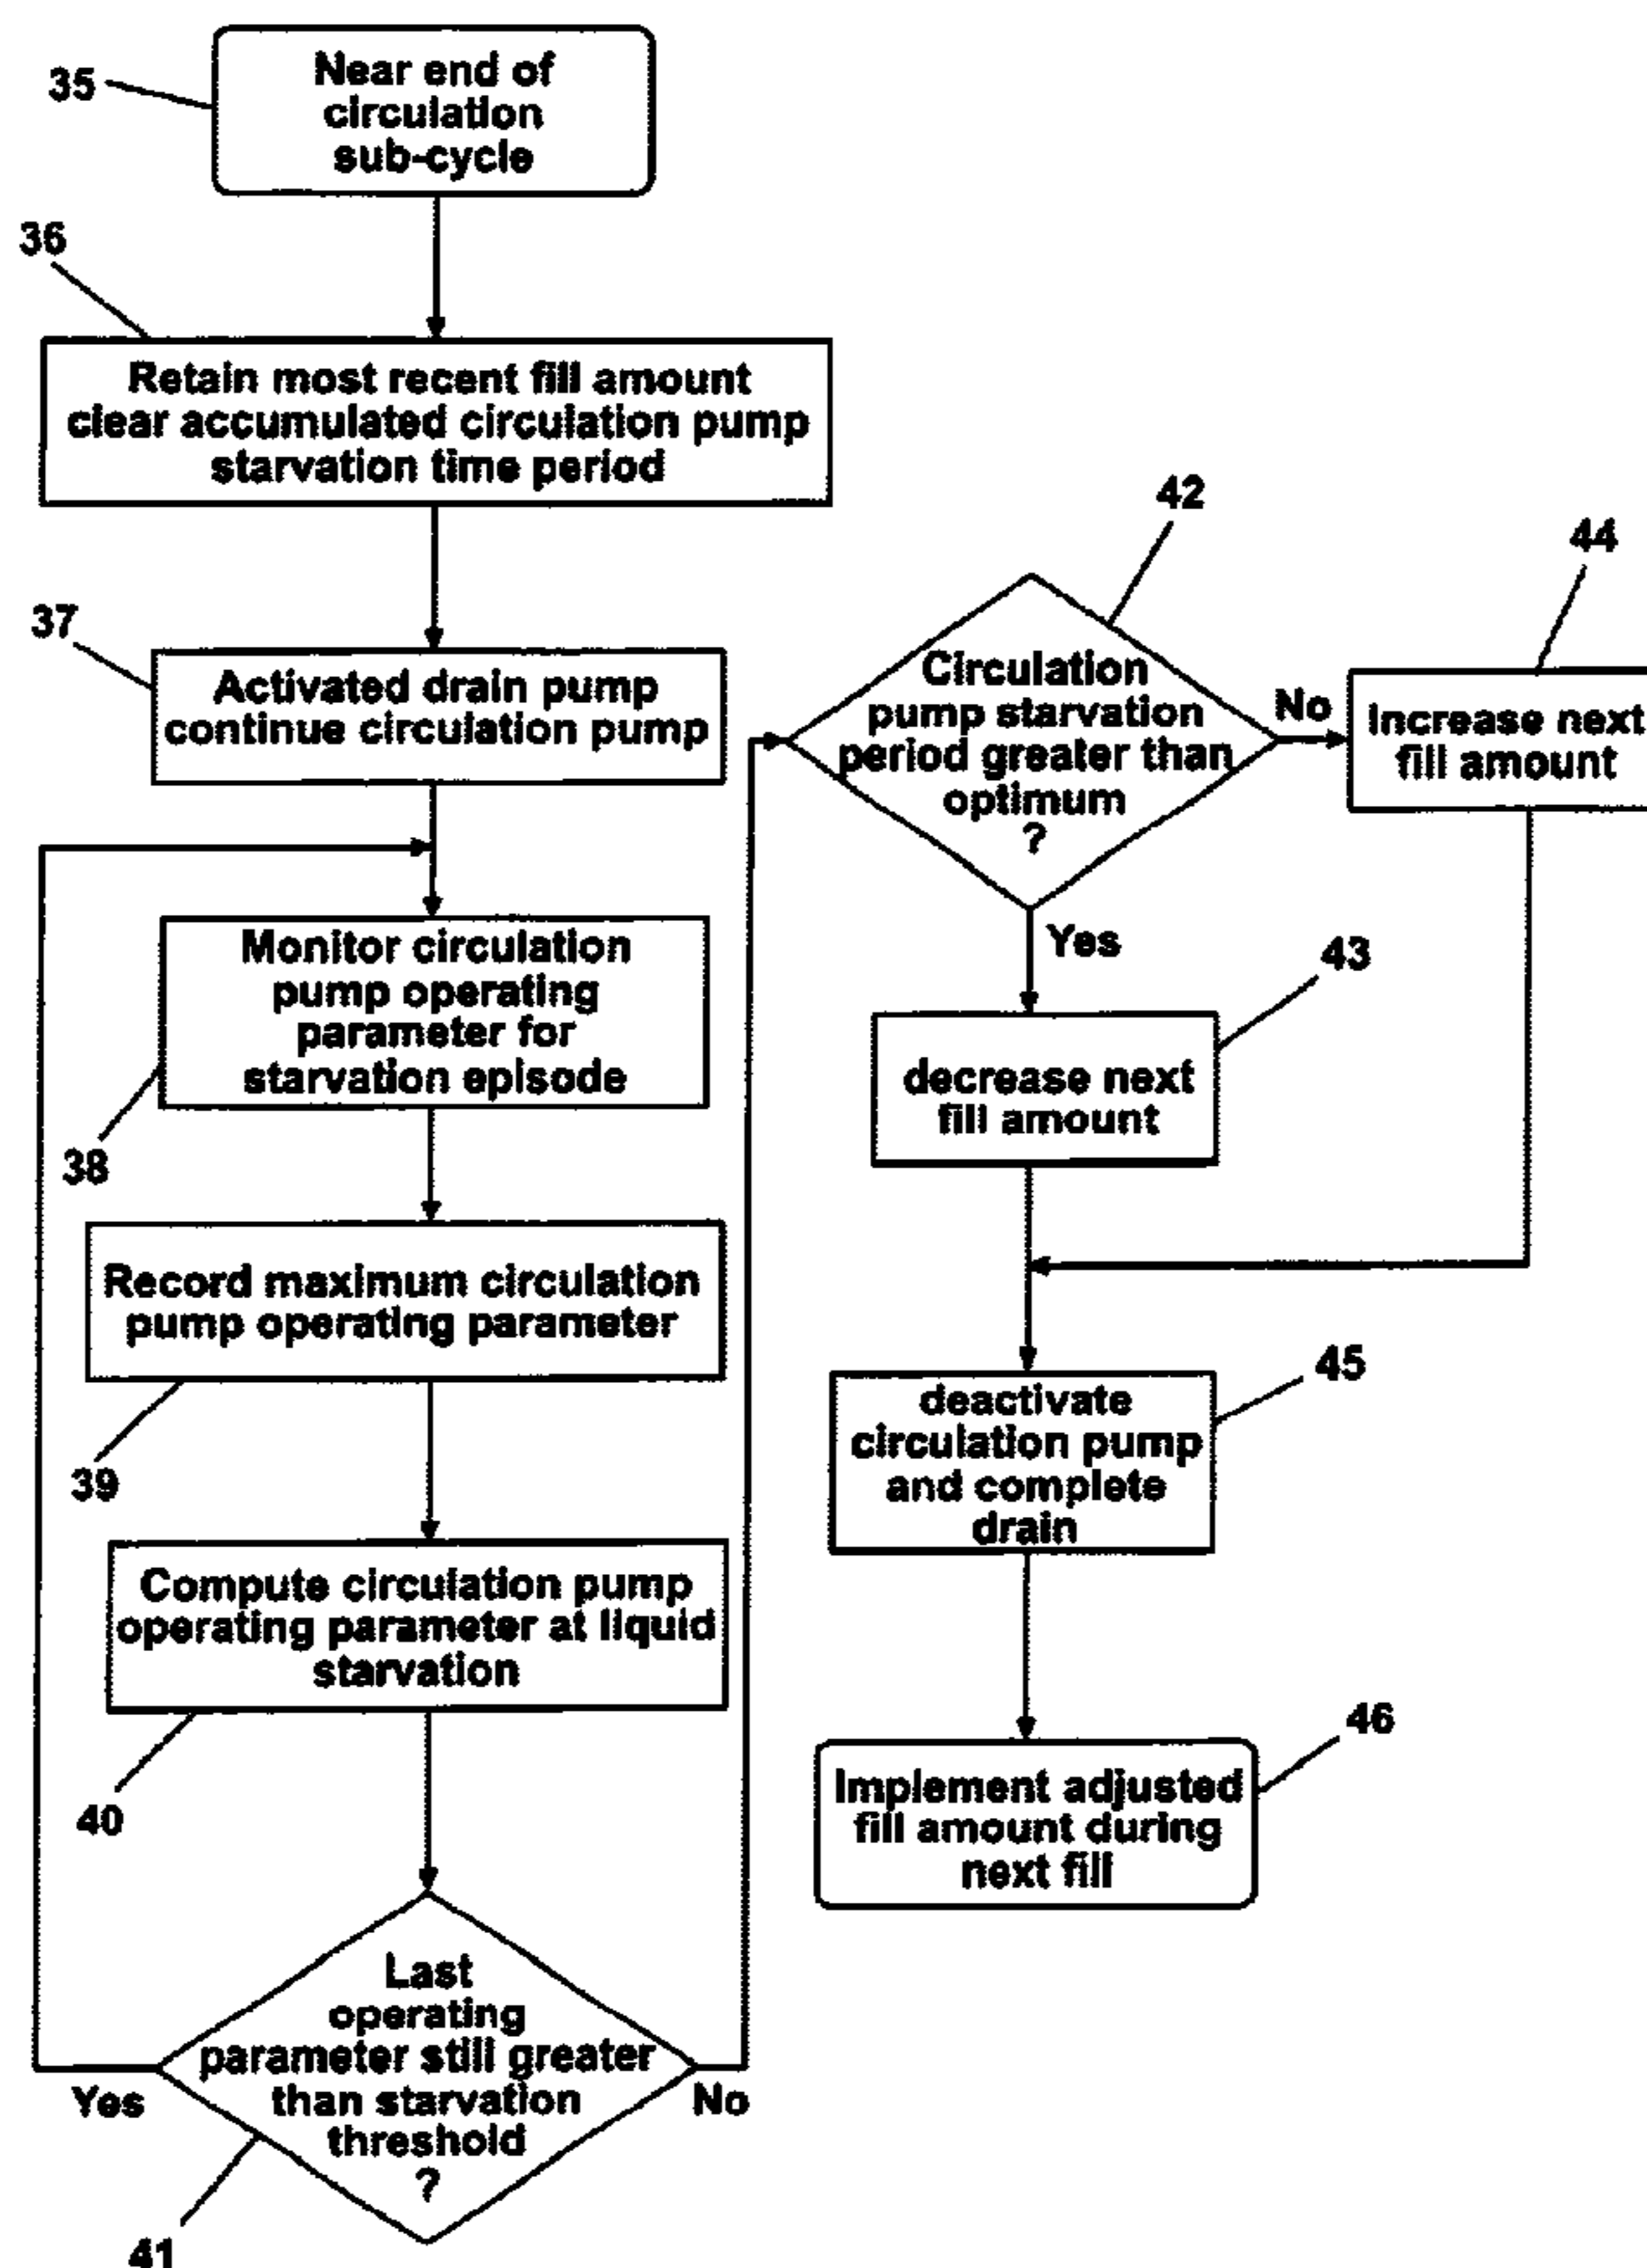 35
Near end of
circulation
sub-cycle
36
Retain most recent fill amount
clear accumulated circulation pump
starvation time period
37
Activated drain pump
continue circulation pump
38
Monitor circulation
pump operating
parameter for
starvation episode
39
Record maximum circulation
pump operating parameter
40
Compute circulation pump
operating parameter at liquid
starvation
41
Last
operating
parameter still greater
than starvation
threshold
?
Yes
No
42
Circulation
pump starvation
period greater than
optimum
?
No
Yes
44
Increase next
fill amount
43
decrease next
fill amount
45
deactivate
circulation pump
and complete
drain
46
Implement adjusted
fill amount during
next fill